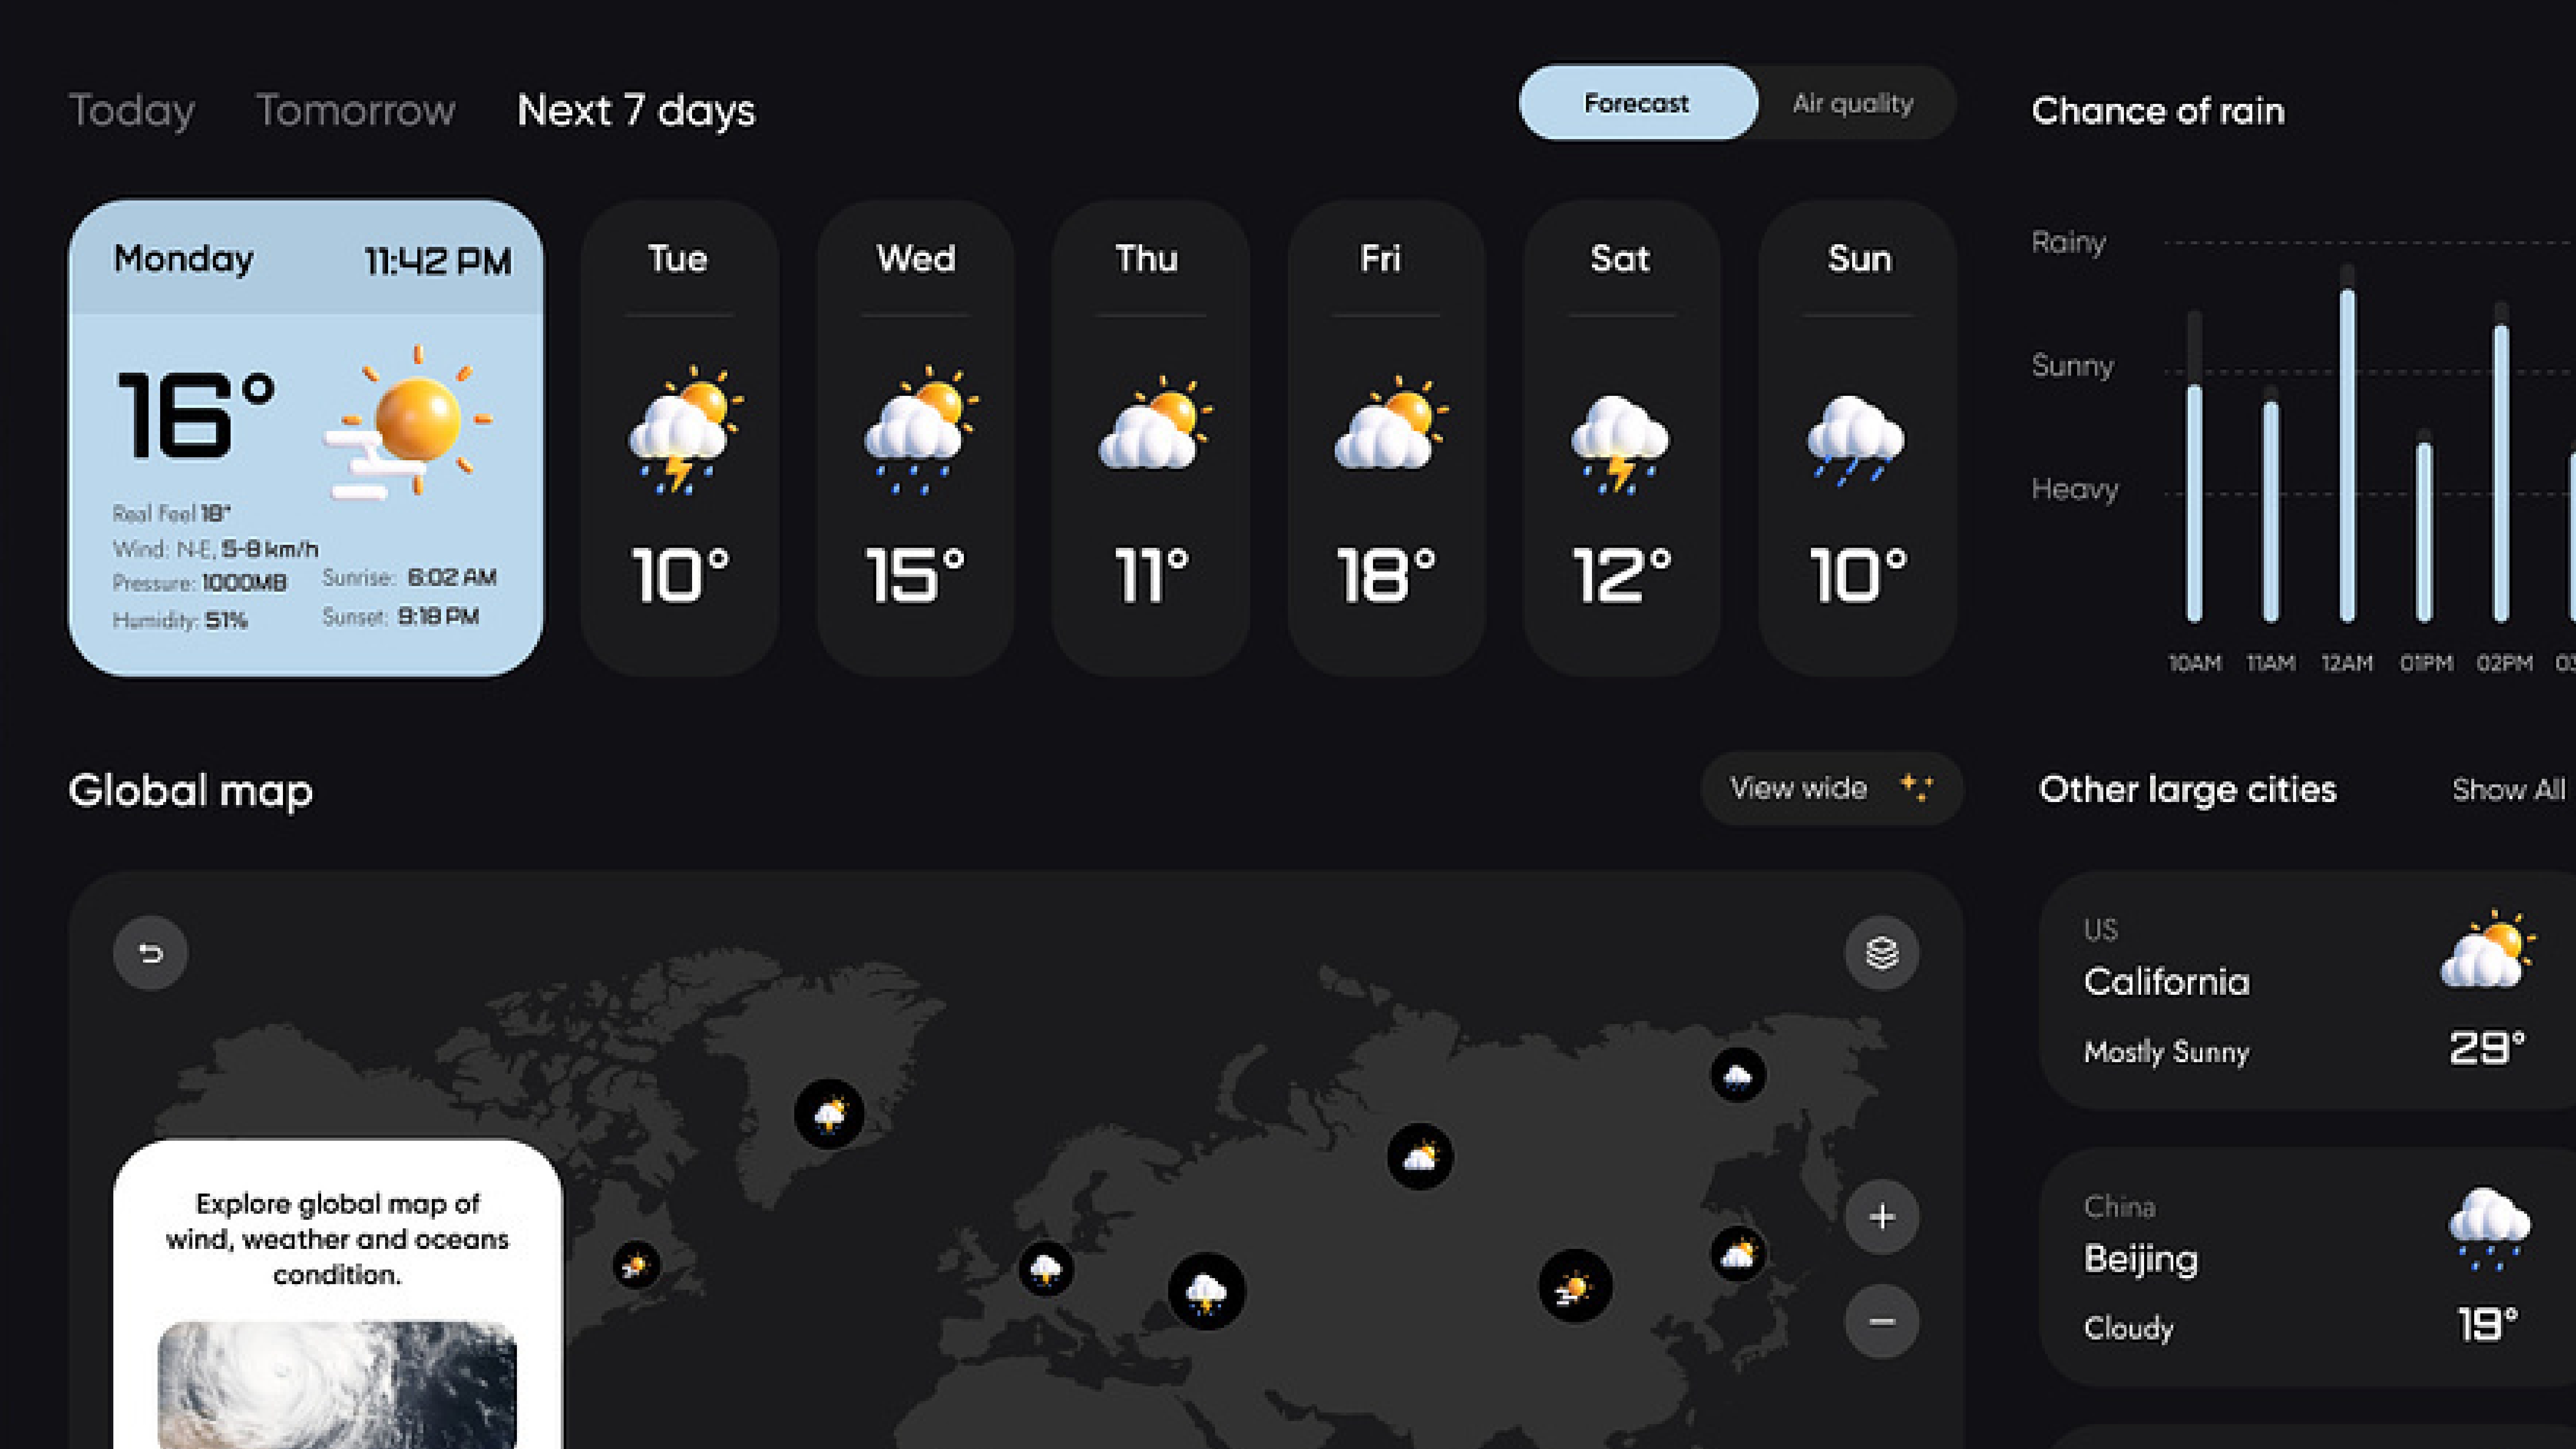 Today Tomorrow Next 7 days
Forecast Air quality
Monday 11:42 PM
16°
Real Feel 18°
Wind: N-E, 5-8 km/h
Pressure: 1000MB
Humidity: 51%
Sunrise: 6:02 AM
Sunset: 9:18 PM
Tue
10°
Wed
15°
Thu
11°
Fri
18°
Sat
12°
Sun
10°
Chance of rain
Rainy
Sunny
Heavy
10AM 11AM 12AM 01PM 02PM
Global map
View wide
Explore global map of
wind, weather and oceans
condition.
Other large cities Show All
US
California
Mostly Sunny
29°
China
Beijing
Cloudy
19°